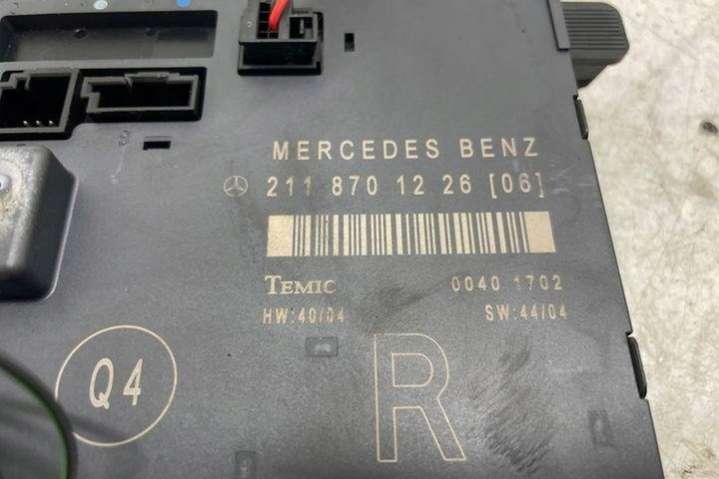 MERCEDES BENZ
211 870 12 26 [06]
TEMIC 0040 1702
HW:40/04 SW:44/04
Q4
R